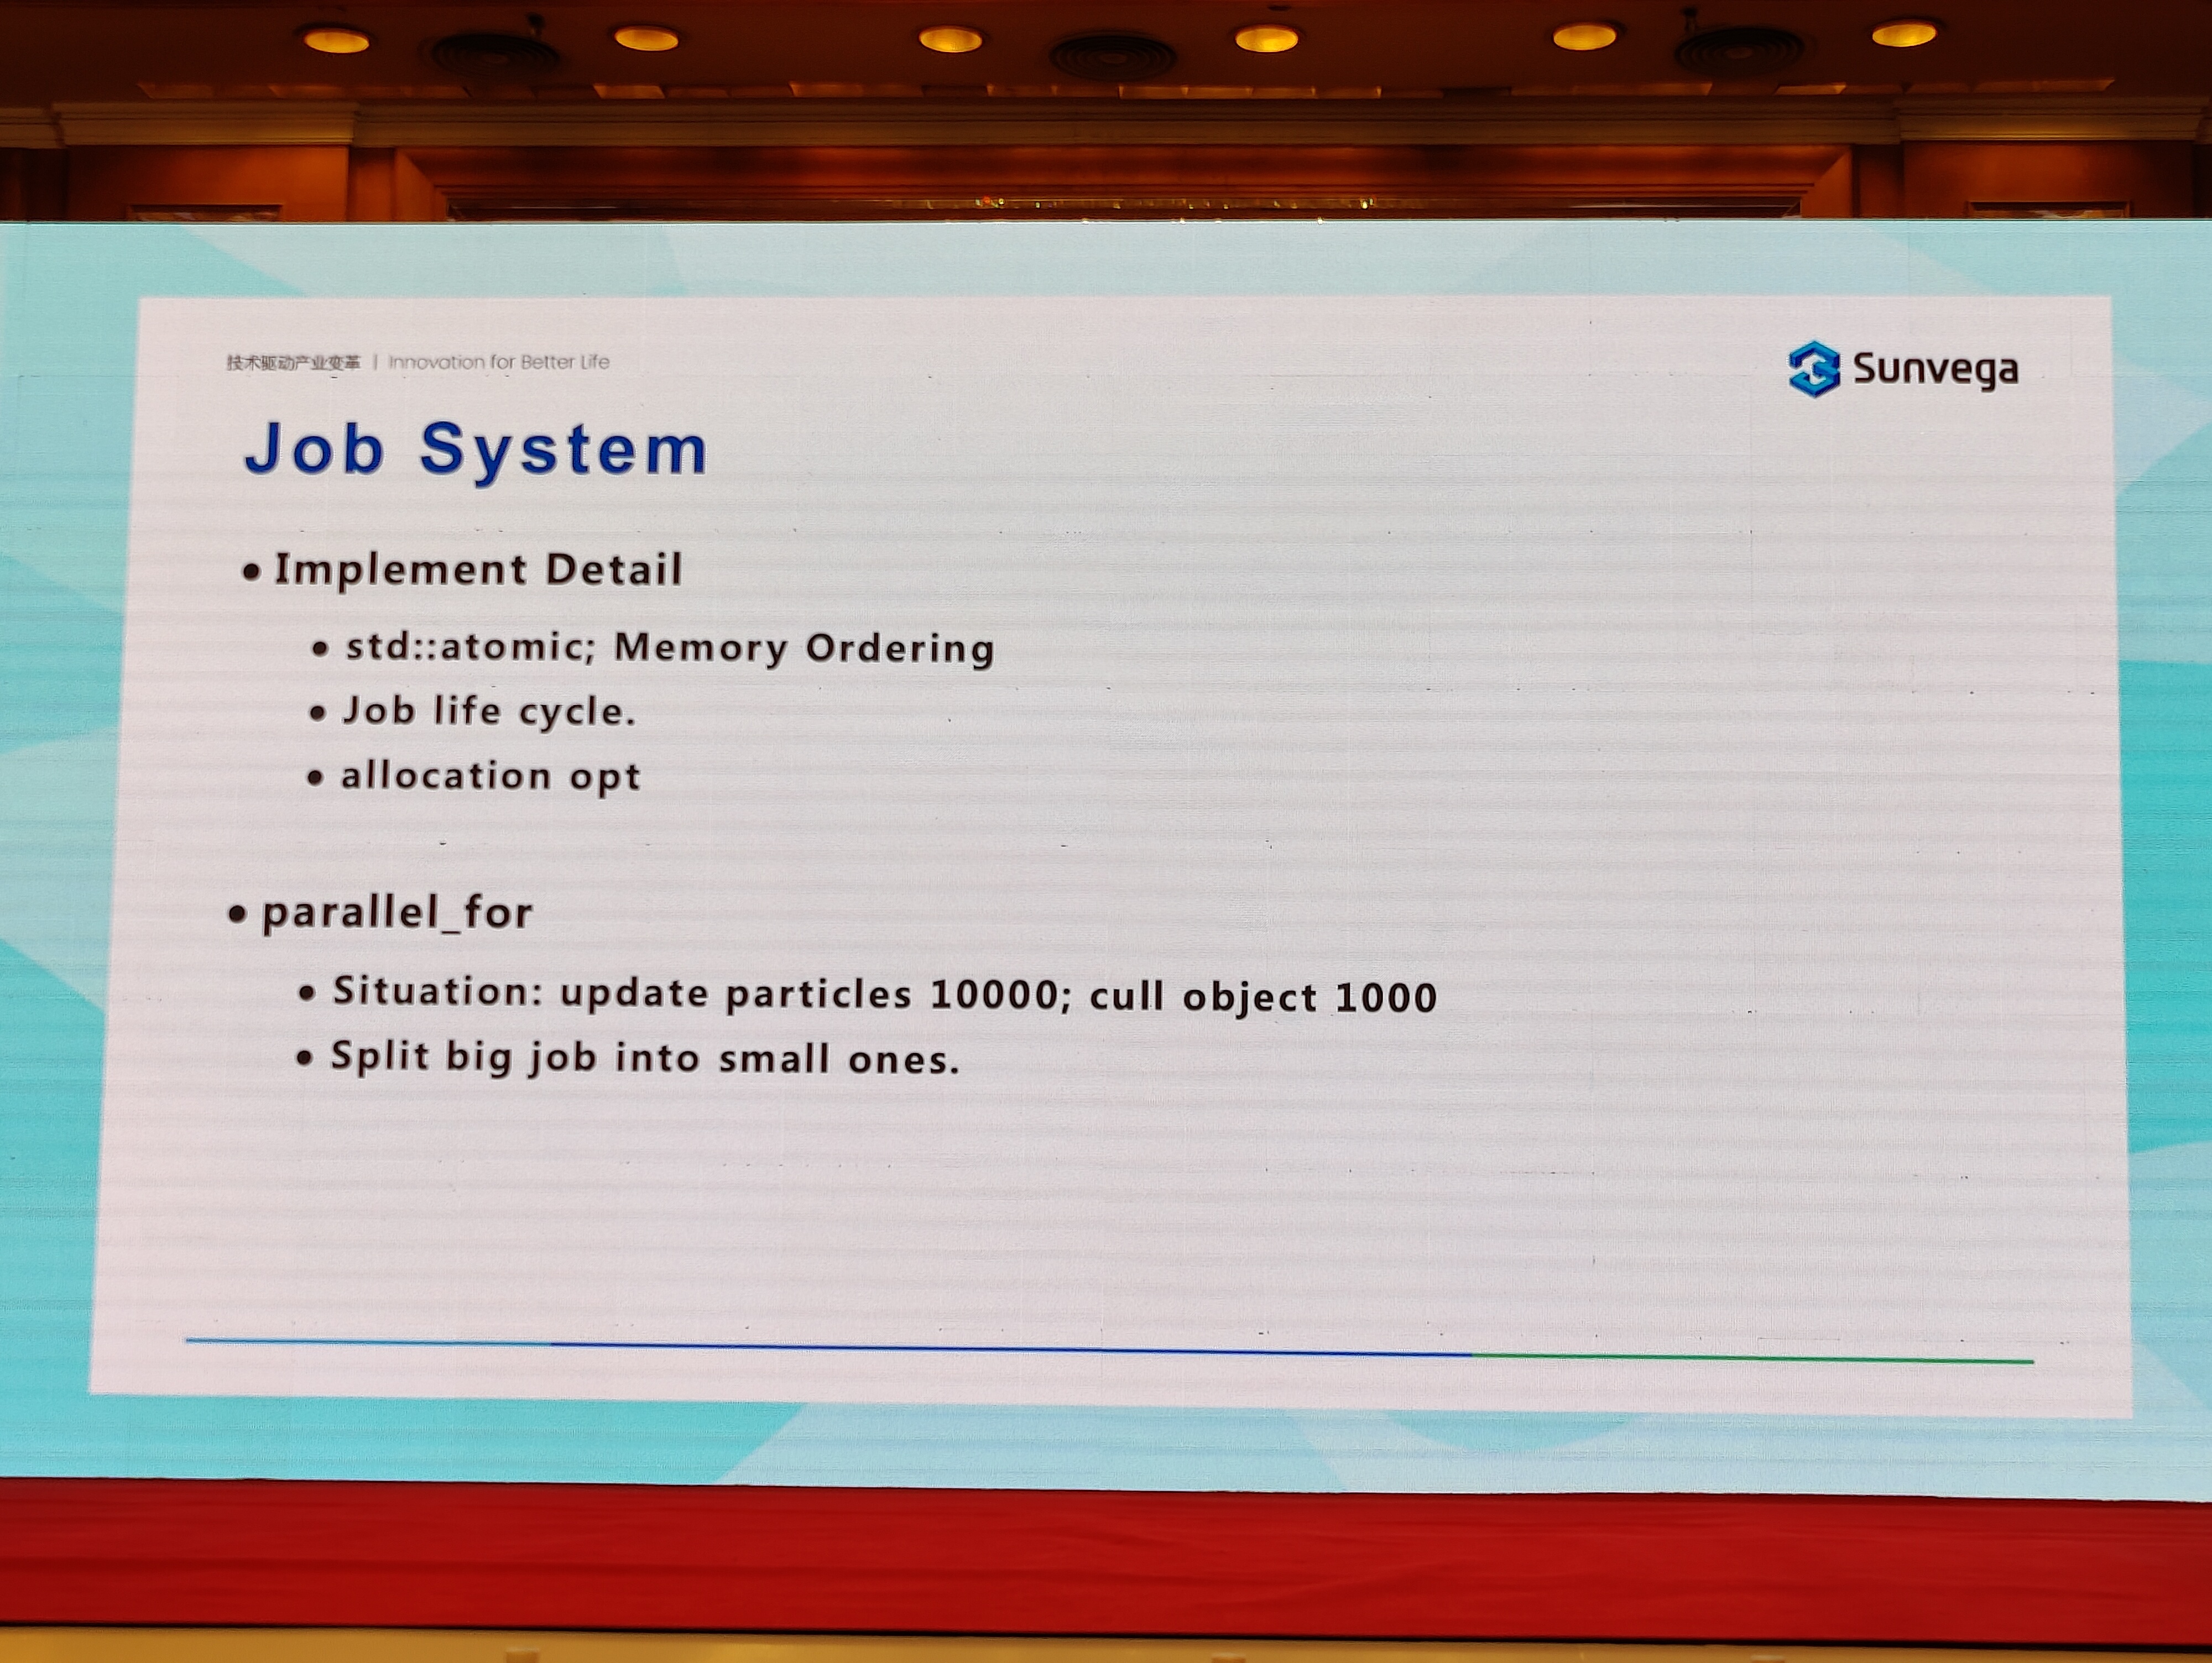 技术驱动产业变革 | Innovation for Better Life
Sunvega
Job System
• Implement Detail
• std::atomic; Memory Ordering
• Job life cycle.
• allocation opt
• parallel_for
• Situation: update particles 10000; cull object 1000
• Split big job into small ones.